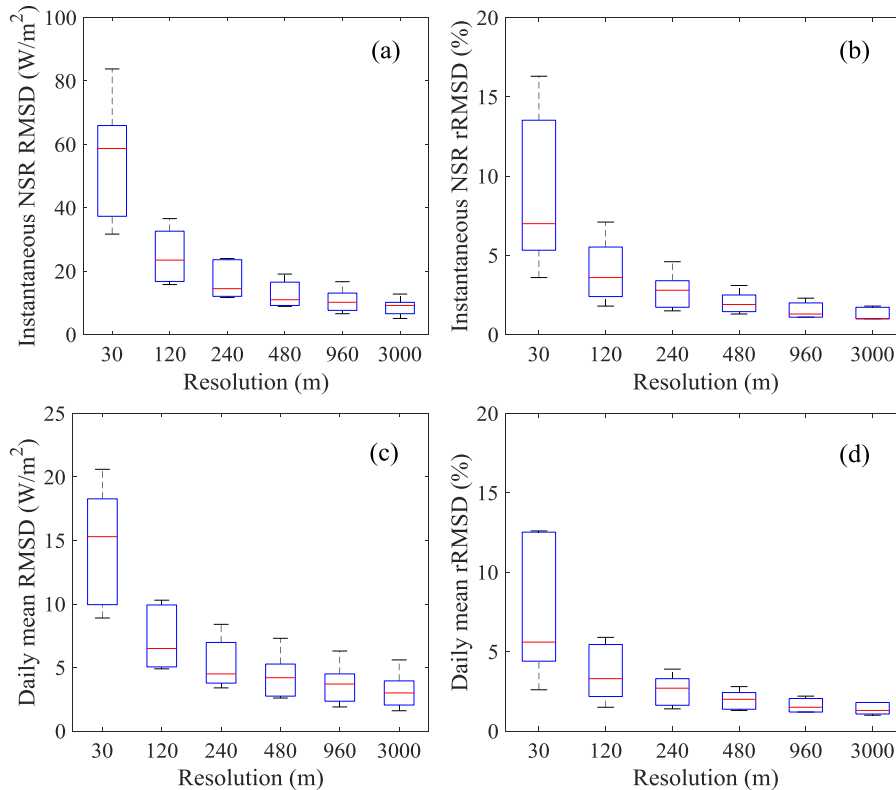 Instantaneous NSR RMSD (W/m²)
100
80
60
40
20
0
(a)
30 120 240 480 960 3000
Resolution (m)
Instantaneous NSR rRMSD (%)
20
15
10
5
0
(b)
30 120 240 480 960 3000
Resolution (m)
Daily mean RMSD (W/m²)
25
20
15
10
5
0
(c)
30 120 240 480 960 3000
Resolution (m)
Daily mean rRMSD (%)
20
15
10
5
0
(d)
30 120 240 480 960 3000
Resolution (m)